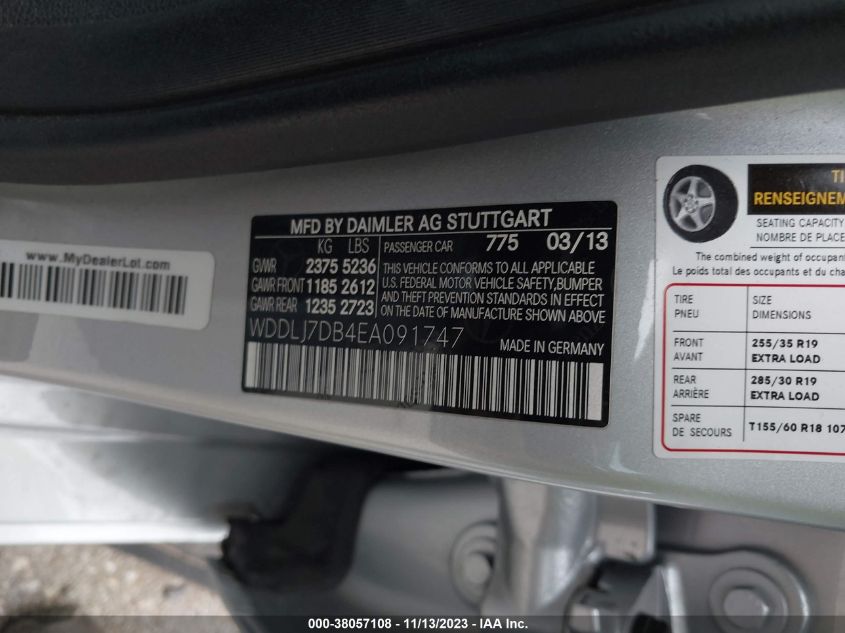 www.MyDealerLot.com
MFD BY DAIMLER AG STUTTGART
KG LBS PASSENGER CAR 775 03/13
GVWR 2375 5236
GAWR FRONT 1185 2612
GAWR REAR 1235 2723
THIS VEHICLE CONFORMS TO ALL APPLICABLE
U.S. FEDERAL MOTOR VEHICLE SAFETY,BUMPER
AND THEFT PREVENTION STANDARDS IN EFFECT
ON THE DATE OF MANUFACTURE SHOWN ABOVE
WDDLJ7DB4EA091747
MADE IN GERMANY
TI
RENSEIGNEM
SEATING CAPACITY
NOMBRE DE PLACE
The combined weight of
Le poids total des occupants et du cha
TIRE SIZE
PNEU DIMENSIONS
FRONT 255/35 R19
AVANT EXTRA LOAD
REAR 285/30 R19
ARRIÈRE EXTRA LOAD
SPARE
DE SECOURS T155/60 R18 107
000-38057108 - 11/13/2023 - IAA Inc.